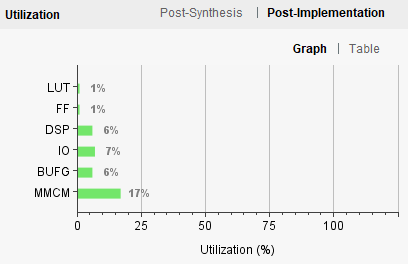 Utilization Post-Synthesis | Post-Implementation
Graph | Table
LUT 1%
FF 1%
DSP 6%
IO 7%
BUFG 6%
MMCM 17%
0 25 50 75 100
Utilization (%)